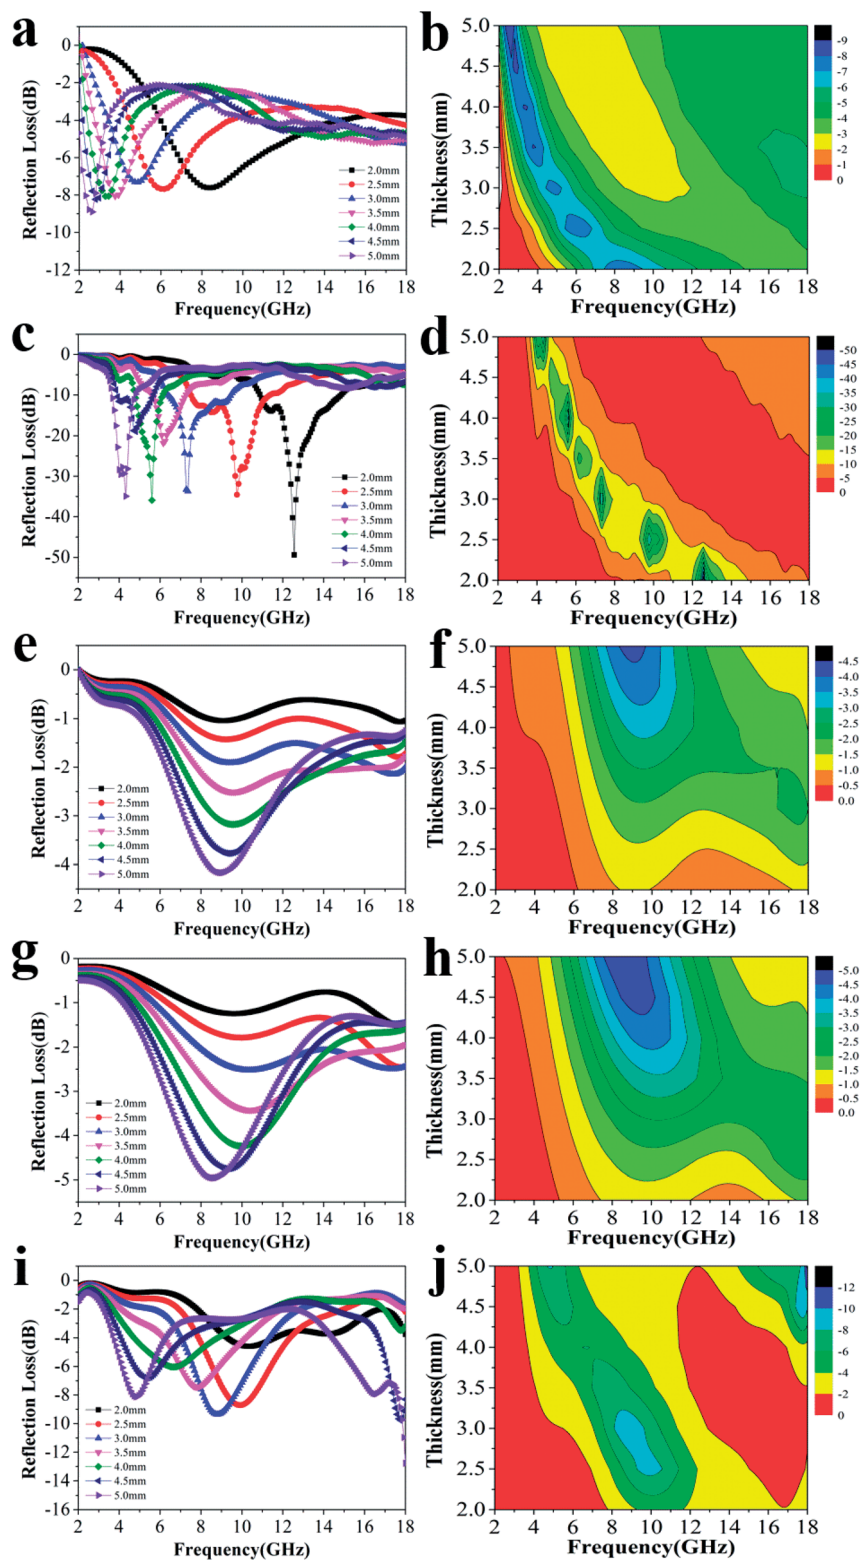 a
0
-2
-4
-6
-8
-10
-12
Reflection Loss(dB)
2.0mm
2.5mm
3.0mm
3.5mm
4.0mm
4.5mm
5.0mm
2 4 6 8 10 12 14 16 18
Frequency(GHz)
b
5.0
4.5
4.0
3.5
3.0
2.5
2.0
Thickness(mm)
2 4 6 8 10 12 14 16 18
Frequency(GHz)
-9
-8
-7
-6
-5
-4
-3
-2
-1
0
c
0
-10
-20
-30
-40
-50
Reflection Loss(dB)
2.0mm
2.5mm
3.0mm
3.5mm
4.0mm
4.5mm
5.0mm
2 4 6 8 10 12 14 16 18
Frequency(GHz)
d
5.0
4.5
4.0
3.5
3.0
2.5
2.0
Thickness(mm)
2 4 6 8 10 12 14 16 18
Frequency(GHz)
-50
-45
-40
-35
-30
-25
-20
-15
-10
-5
0
e
0
-1
-2
-3
-4
Reflection Loss(dB)
2.0mm
2.5mm
3.0mm
3.5mm
4.0mm
4.5mm
5.0mm
2 4 6 8 10 12 14 16 18
Frequency(GHz)
f
5.0
4.5
4.0
3.5
3.0
2.5
2.0
Thickness(mm)
2 4 6 8 10 12 14 16 18
Frequency(GHz)
-4.5
-4.0
-3.5
-3.0
-2.5
-2.0
-1.5
-1.0
-0.5
0.0
g
0
-1
-2
-3
-4
-5
Reflection Loss(dB)
2.0mm
2.5mm
3.0mm
3.5mm
4.0mm
4.5mm
5.0mm
2 4 6 8 10 12 14 16 18
Frequency(GHz)
h
5.0
4.5
4.0
3.5
3.0
2.5
2.0
Thickness(mm)
2 4 6 8 10 12 14 16 18
Frequency(GHz)
-5.0
-4.5
-4.0
-3.5
-3.0
-2.5
-2.0
-1.5
-1.0
-0.5
0.0
i
0
-2
-4
-6
-8
-10
-12
-14
-16
Reflection Loss(dB)
2.0mm
2.5mm
3.0mm
3.5mm
4.0mm
4.5mm
5.0mm
2 4 6 8 10 12 14 16 18
Frequency(GHz)
j
5.0
4.5
4.0
3.5
3.0
2.5
2.0
Thickness(mm)
2 4 6 8 10 12 14 16 18
Frequency(GHz)
-12
-10
-8
-6
-4
-2
0